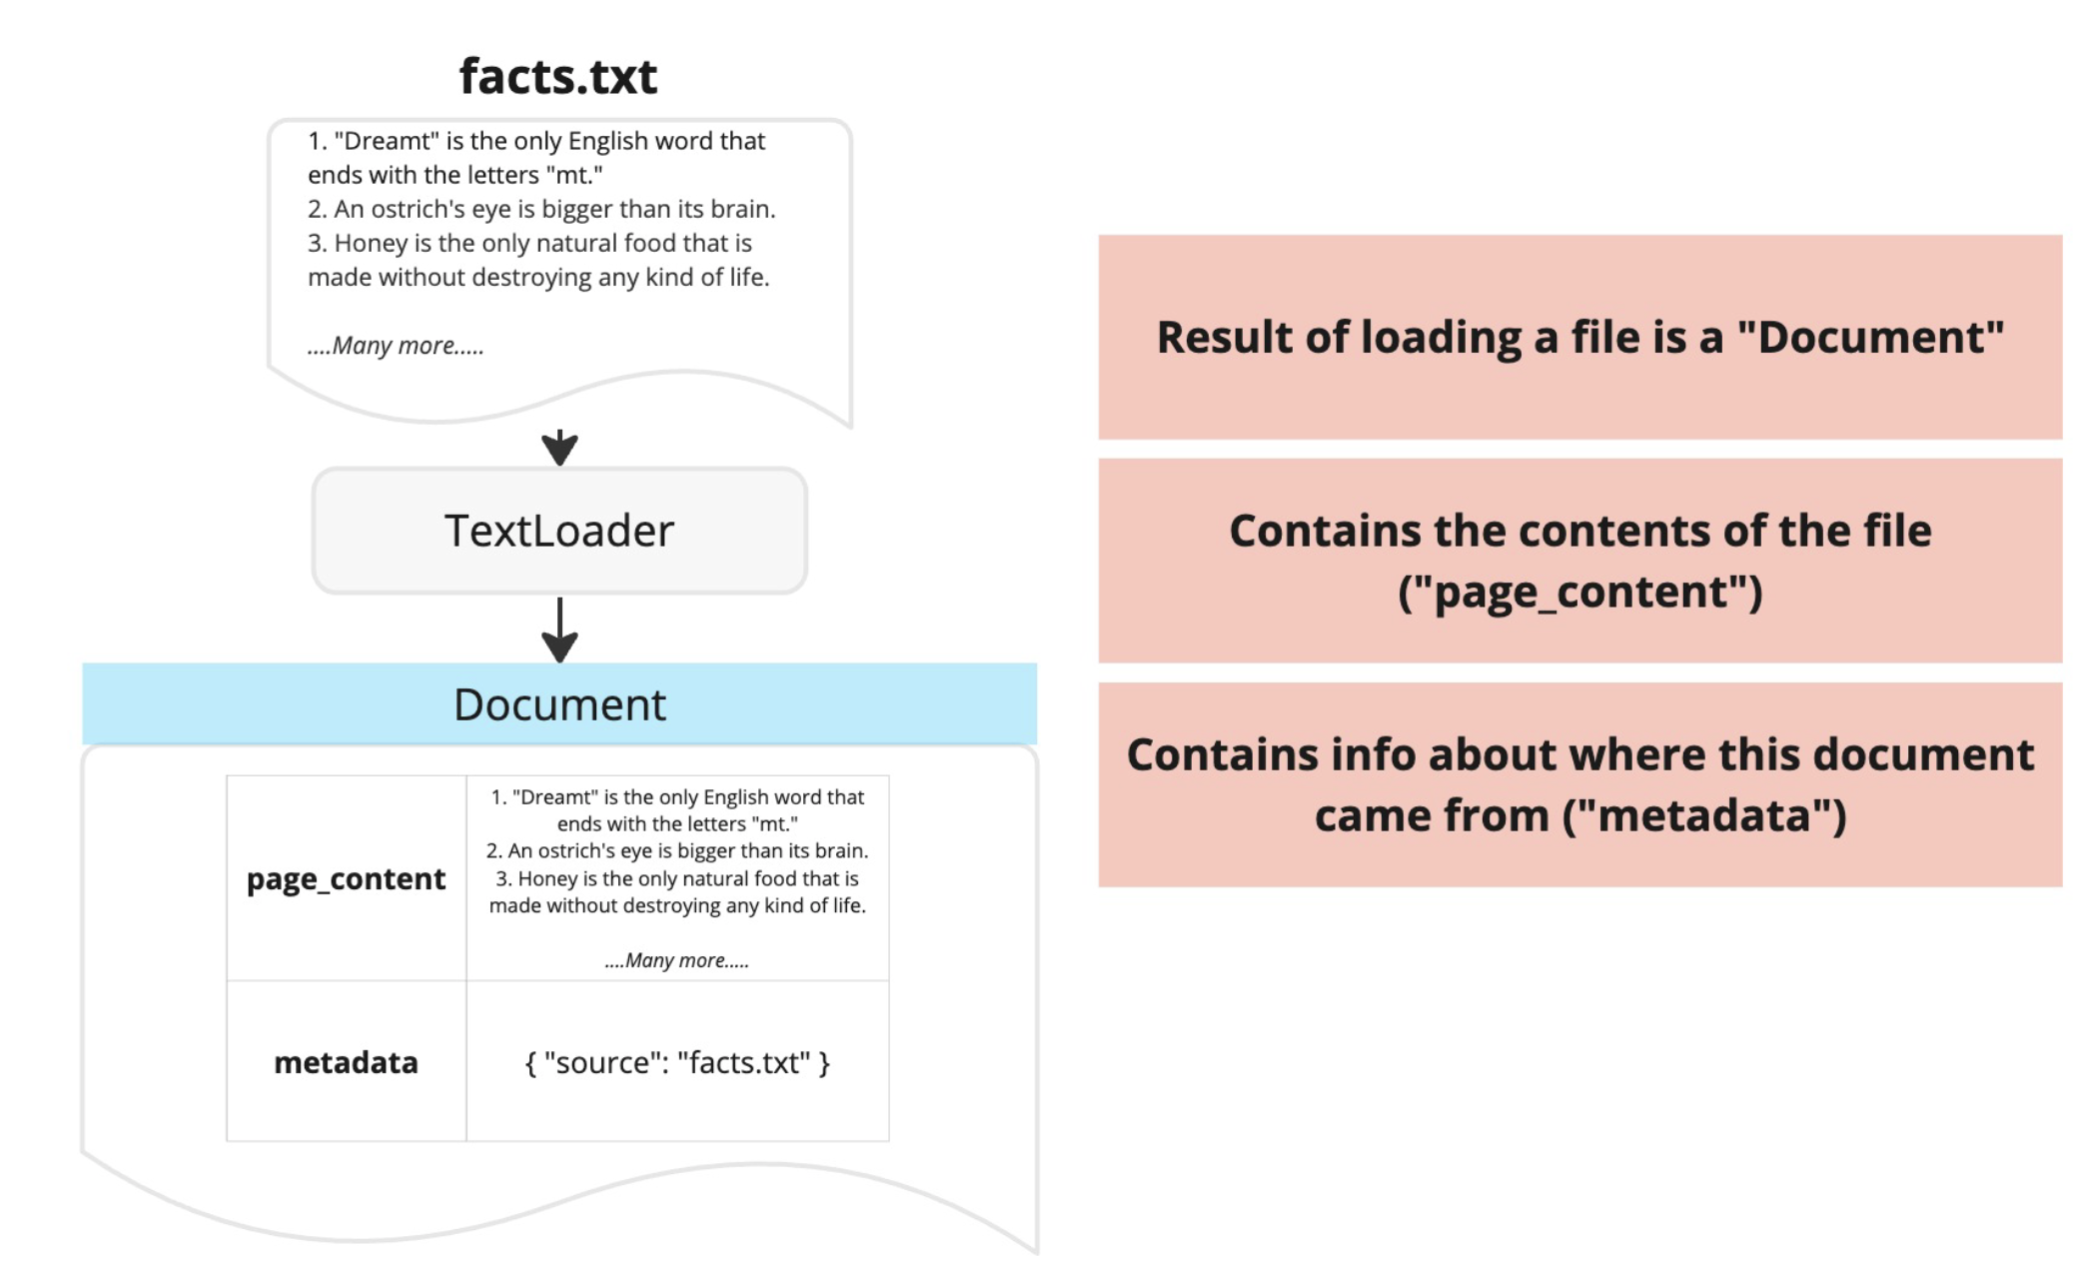 facts.txt
1. "Dreamt" is the only English word that
ends with the letters "mt."
2. An ostrich's eye is bigger than its brain.
3. Honey is the only natural food that is
made without destroying any kind of life.
....Many more.....
TextLoader
Document
page_content
1. "Dreamt" is the only English word that
ends with the letters "mt."
2. An ostrich's eye is bigger than its brain.
3. Honey is the only natural food that is
made without destroying any kind of life.
....Many more.....
metadata
{ "source": "facts.txt" }
Result of loading a file is a "Document"
Contains the contents of the file
("page_content")
Contains info about where this document
came from ("metadata")